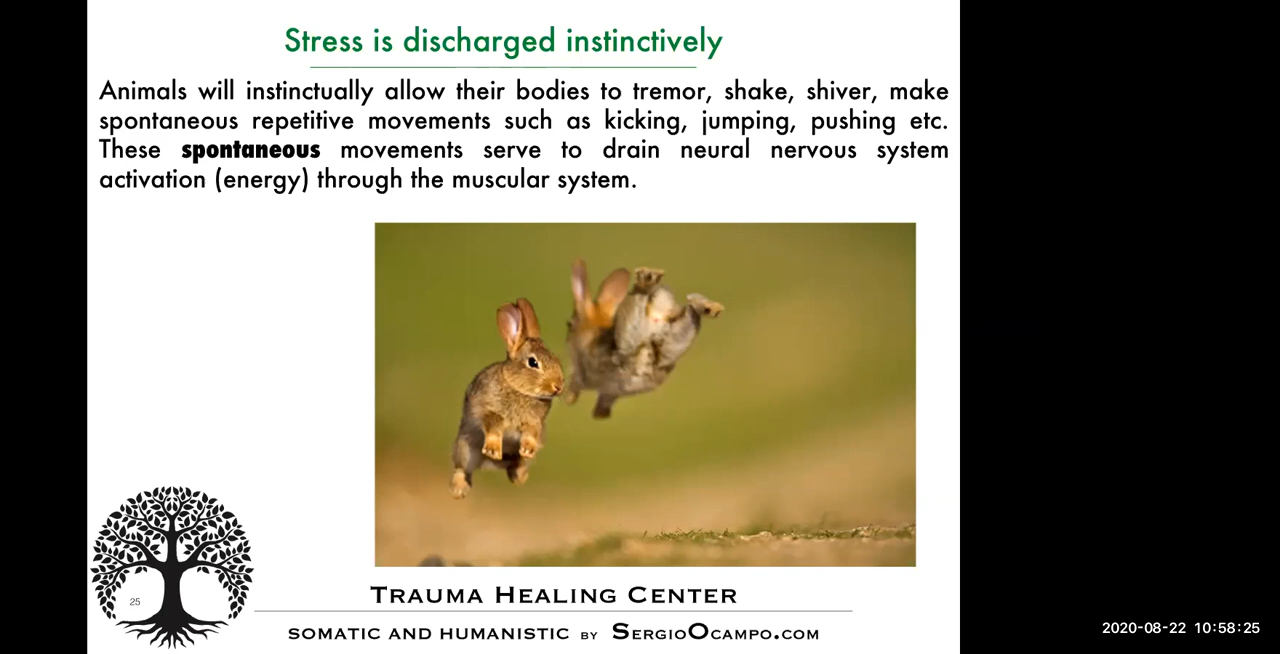 Stress is discharged instinctively
Animals will instinctually allow their bodies to tremor, shake, shiver, make
spontaneous repetitive movements such as kicking, jumping, pushing etc.
These spontaneous movements serve to drain neural nervous system
activation (energy) through the muscular system.
25
Trauma Healing Center
SOMATIC AND HUMANISTIC BY SergioOcampo.com
2020-08-22 10:58:25